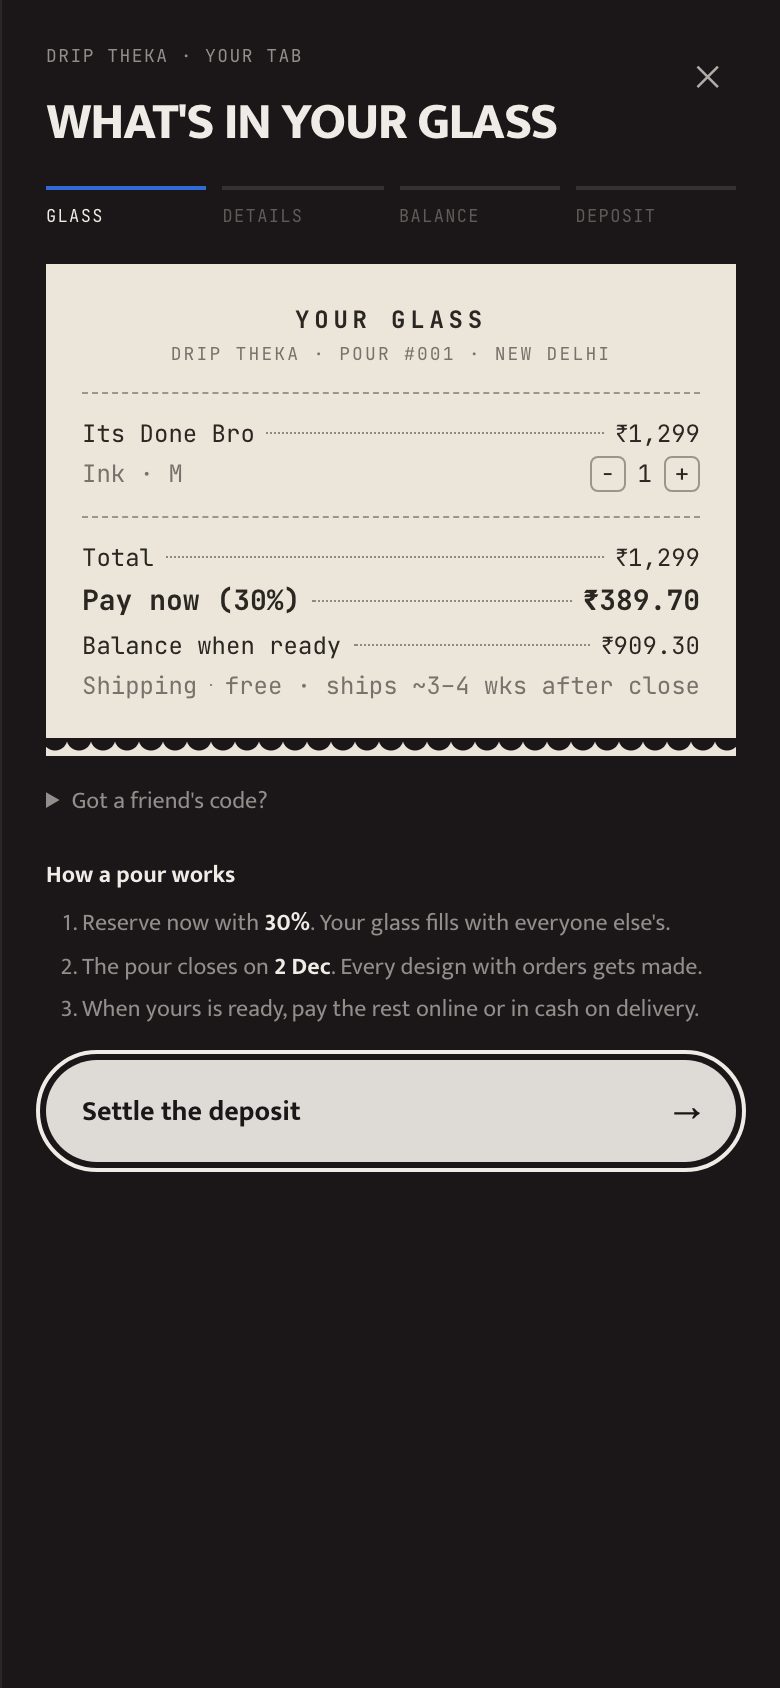 DRIP THEKA · YOUR TAB
WHAT'S IN YOUR GLASS
GLASS
DETAILS
BALANCE
DEPOSIT
YOUR GLASS
DRIP THEKA · POUR #001 · NEW DELHI
Its Done Bro ₹1,299
Ink · M - 1 +
Total ₹1,299
Pay now (30%) ₹389.70
Balance when ready ₹909.30
Shipping · free · ships ~3–4 wks after close
▶ Got a friend's code?
How a pour works
1. Reserve now with 30%. Your glass fills with everyone else's.
2. The pour closes on 2 Dec. Every design with orders gets made.
3. When yours is ready, pay the rest online or in cash on delivery.
Settle the deposit →